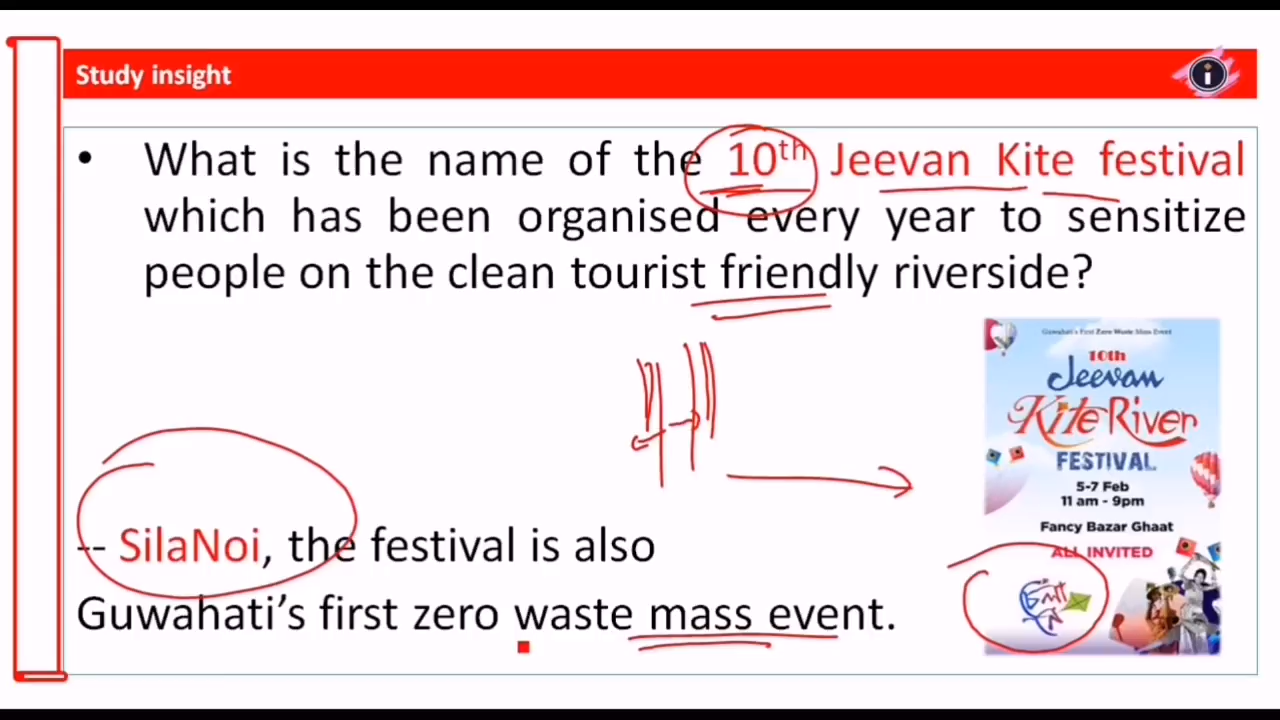 Study insight
i
• What is the name of the 10th Jeevan Kite festival
which has been organised every year to sensitize
people on the clean tourist friendly riverside?
Guwahati's First Zero Waste Mass Event
10th
Jeevan
Kite River
FESTIVAL
5-7 Feb
11 am - 9pm
Fancy Bazar Ghaat
ALL INVITED
-- SilaNoi, the festival is also
Guwahati's first zero waste mass event.